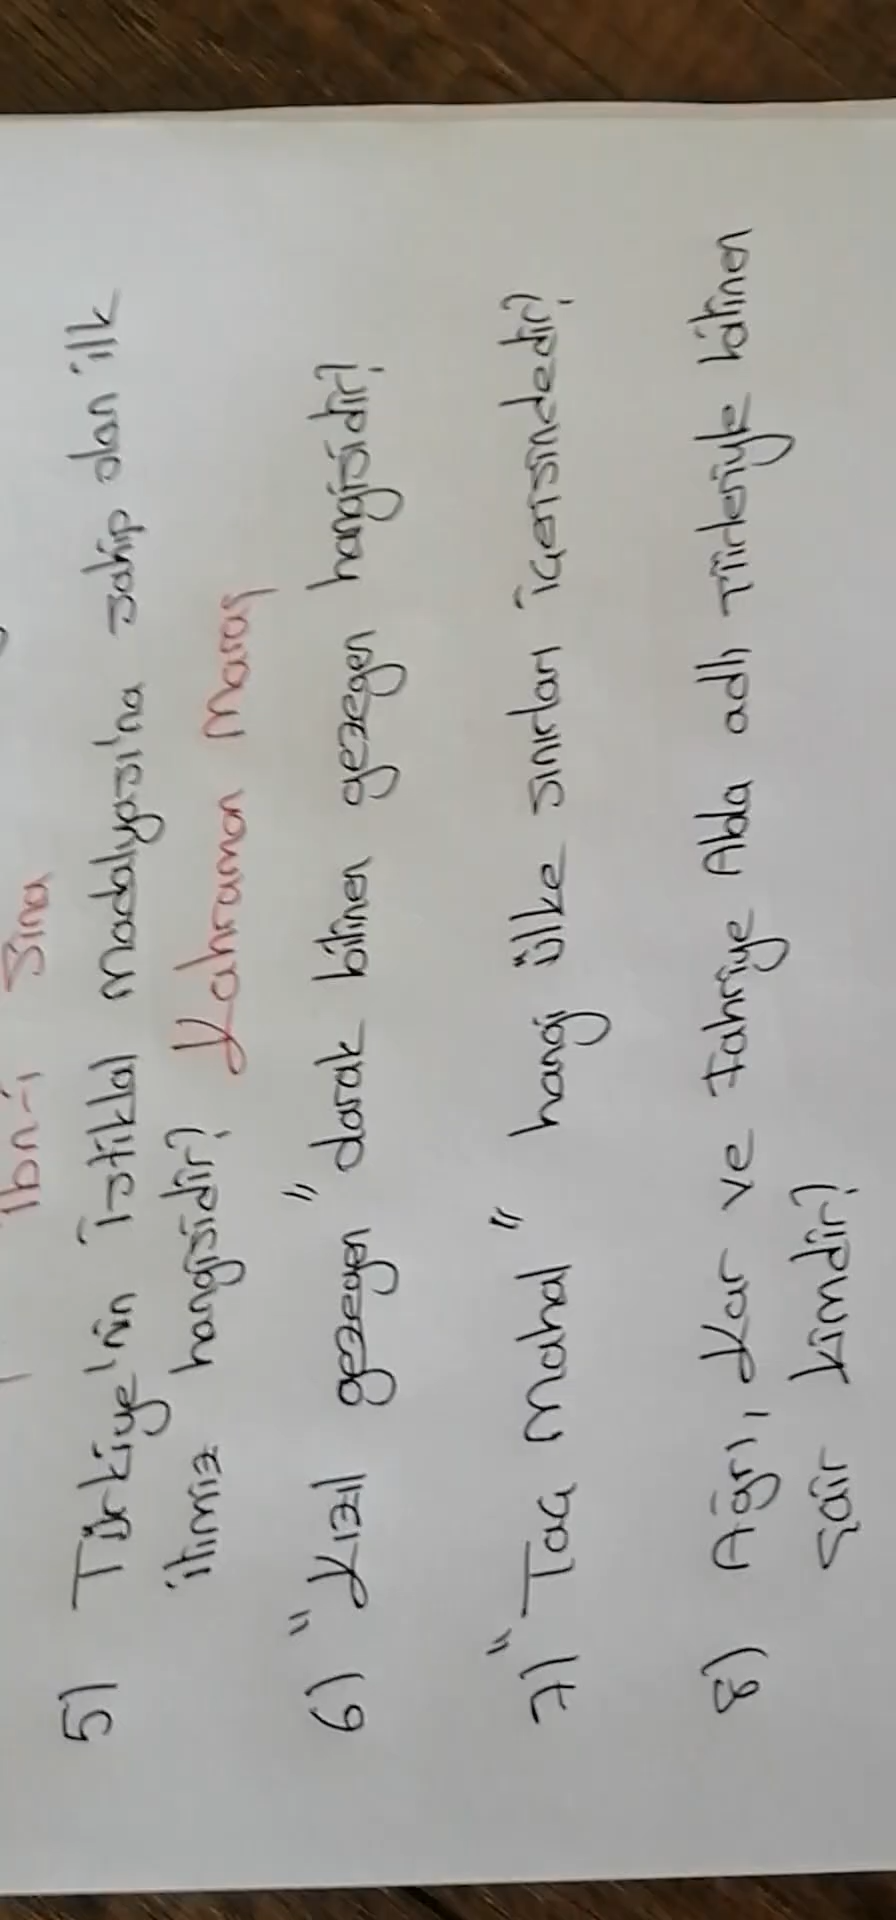 İbn-i Sina
5) Türkiye'nin İstiklal madalyası'na sahip olan ilk
ilimiz hangisidir? Kahraman Maraş
6) "Kızıl gezegen" olarak bilinen gezegen hangisidir?
7) "Taç mahal" hangi ülke sınırları içerisindedir?
8) Ağrı, Kar ve Fahriye Abla adlı şiirleriyle bilinen
şair kimdir?